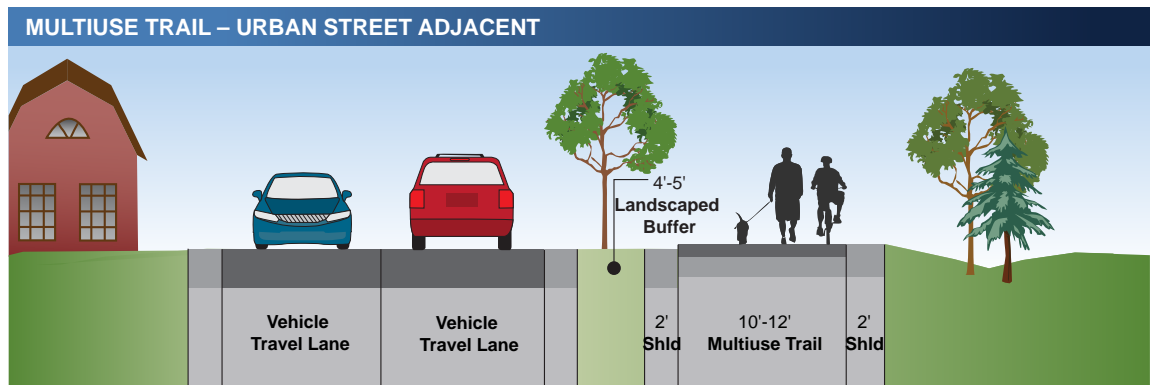 MULTIUSE TRAIL – URBAN STREET ADJACENT
4'-5'
Landscaped
Buffer
Vehicle
Travel Lane
Vehicle
Travel Lane
2'
Shld
10'-12'
Multiuse Trail
2'
Shld